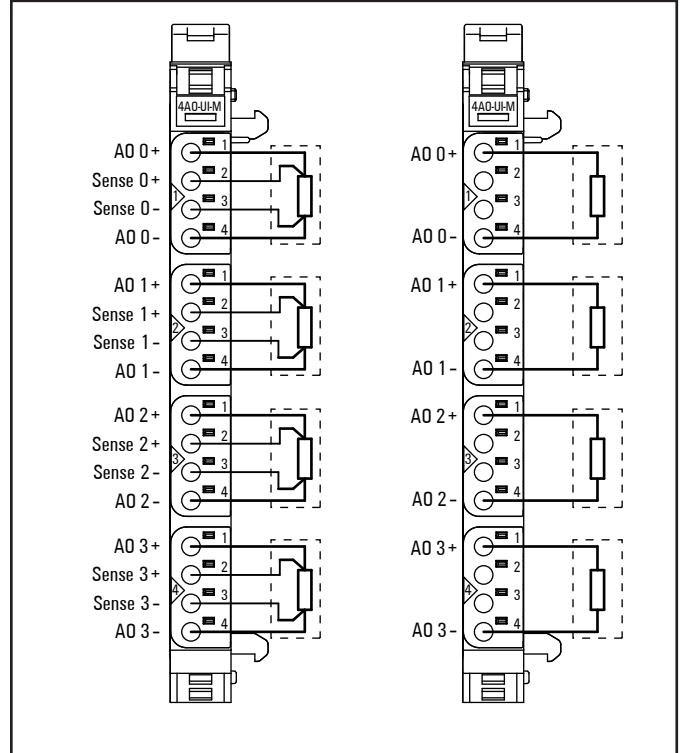 4AO-UI-M
AO 0+
1
Sense 0+
2
1
Sense 0-
3
AO 0-
4
AO 1+
1
Sense 1+
2
2
Sense 1-
3
AO 1-
4
AO 2+
1
Sense 2+
2
3
Sense 2-
3
AO 2-
4
AO 3+
1
Sense 3+
2
4
Sense 3-
3
AO 3-
4
4AO-UI-M
AO 0+
1
2
1
3
AO 0-
4
AO 1+
1
2
2
3
AO 1-
4
AO 2+
1
2
3
3
AO 2-
4
AO 3+
1
2
4
3
AO 3-
4